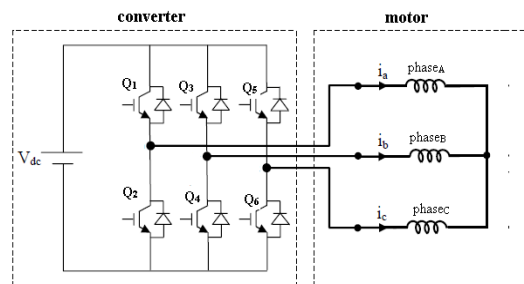 converter
motor
Q1
Q3
Q5
Vdc
Q2
Q4
Q6
ia
phaseA
ib
phaseB
ic
phaseC